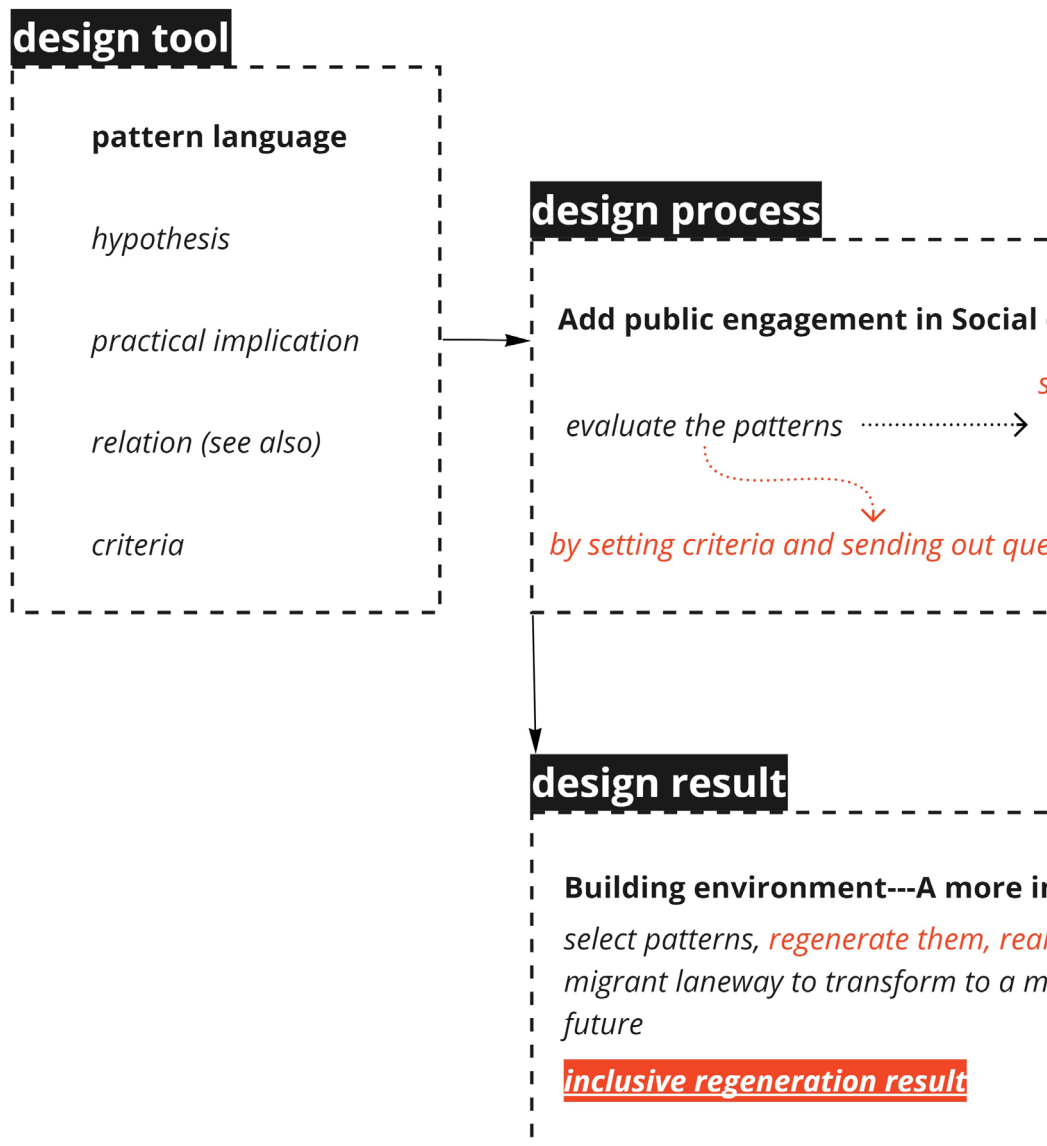 design tool
pattern language
hypothesis
practical implication
relation (see also)
criteria
design process
Add public engagement in Social
evaluate the patterns
by setting criteria and sending out
design result
Building environment---A more
select patterns, regenerate them,
migrant laneway to transform to a
future
inclusive regeneration result